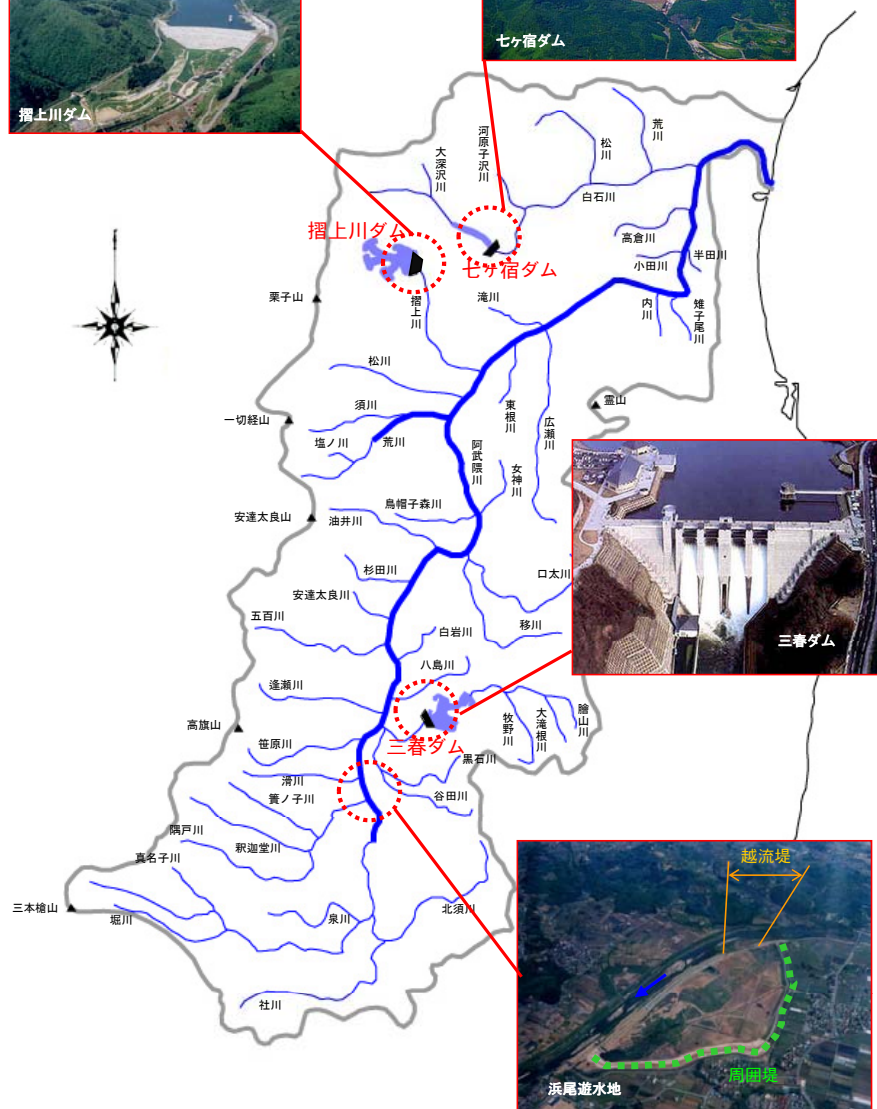 摺上川ダム
七ヶ宿ダム
大深沢川
河原子沢川
松川
荒川
白石川
摺上川ダム
七ヶ宿ダム
高倉川
小田川
半田川
内川
雉子尾川
栗子山
摺上川
滝川
松川
須川
一切経山
塩ノ川
荒川
東根川
広瀬川
霊山
阿武隈川
女神川
烏帽子森川
安達太良山
油井川
杉田川
安達太良川
口太川
移川
五百川
白岩川
八島川
三春ダム
逢瀬川
高旗山
笹原川
三春ダム
牧野川
大滝根川
膾山川
滑川
黒石川
簀ノ子川
谷田川
隅戸川
釈迦堂川
真名子川
三本槍山
堀川
泉川
北須川
社川
越流堤
周囲堤
浜尾遊水地